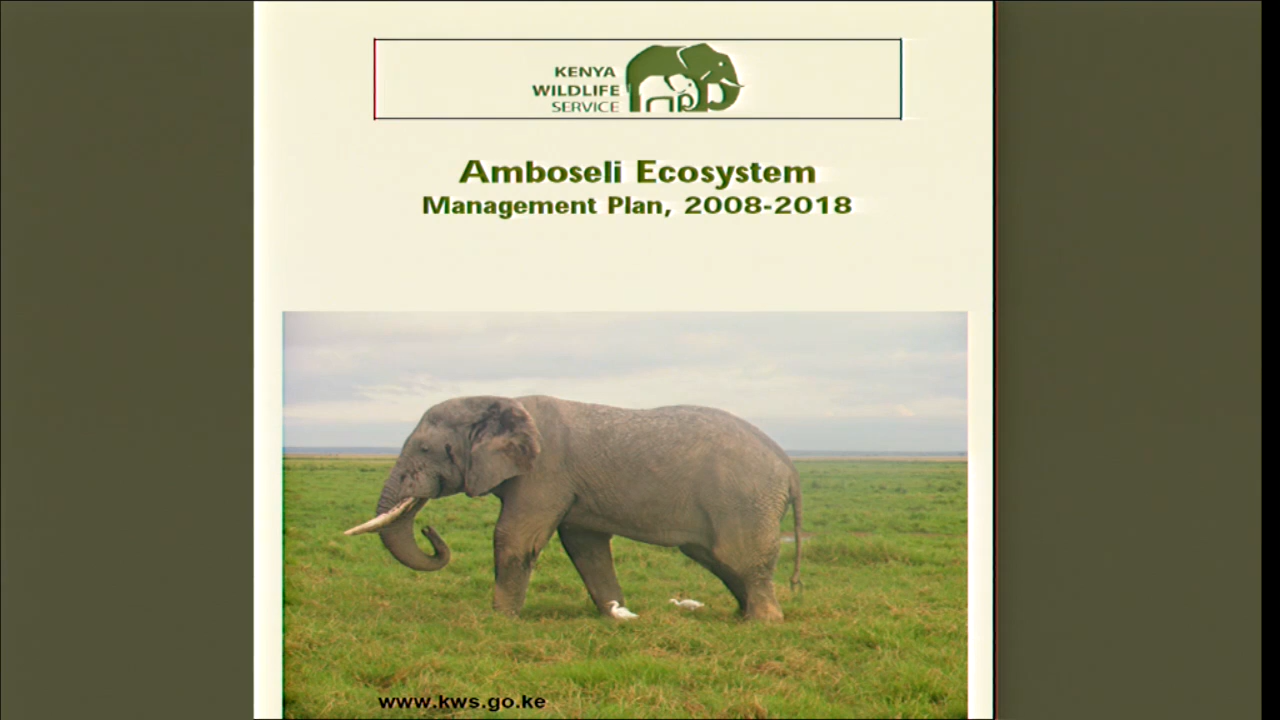 KENYA
WILDLIFE
SERVICE
Amboseli Ecosystem
Management Plan, 2008-2018
www.kws.go.ke